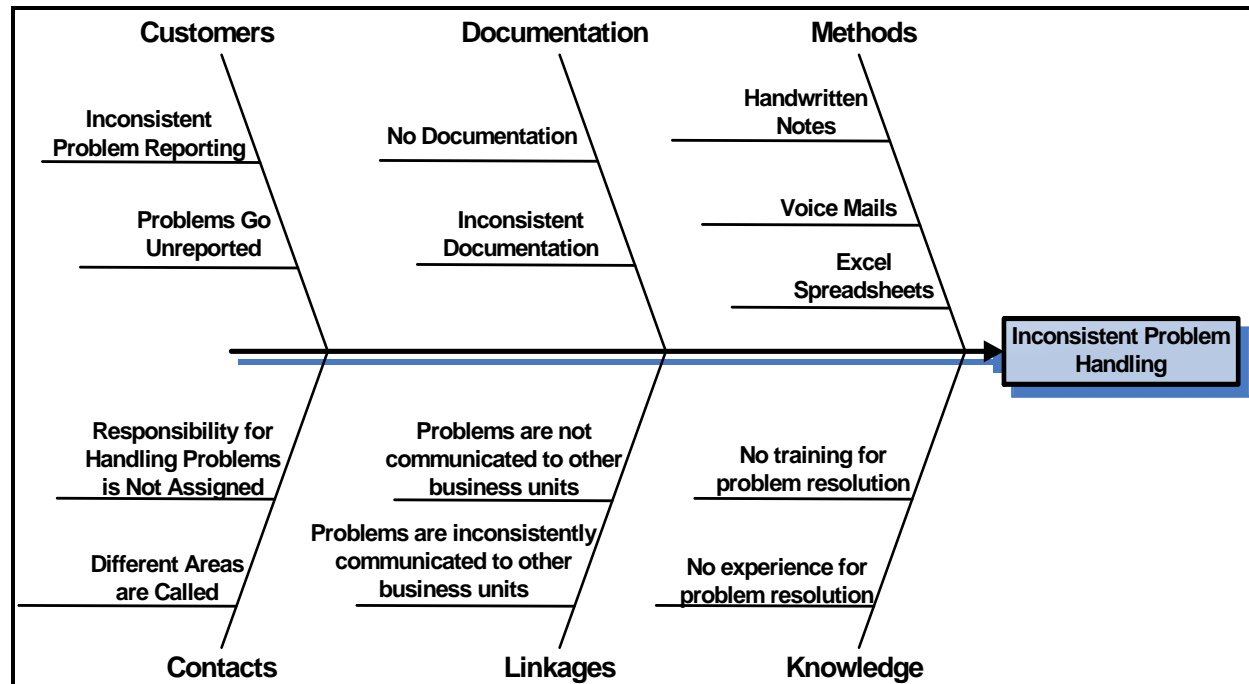 Customers
Documentation
Methods
Inconsistent
Problem Reporting
Problems Go
Unreported
No Documentation
Inconsistent
Documentation
Handwritten
Notes
Voice Mails
Excel
Spreadsheets
Inconsistent Problem
Handling
Responsibility for
Handling Problems
is Not Assigned
Different Areas
are Called
Problems are not
communicated to other
business units
Problems are inconsistently
communicated to other
business units
No training for
problem resolution
No experience for
problem resolution
Contacts
Linkages
Knowledge